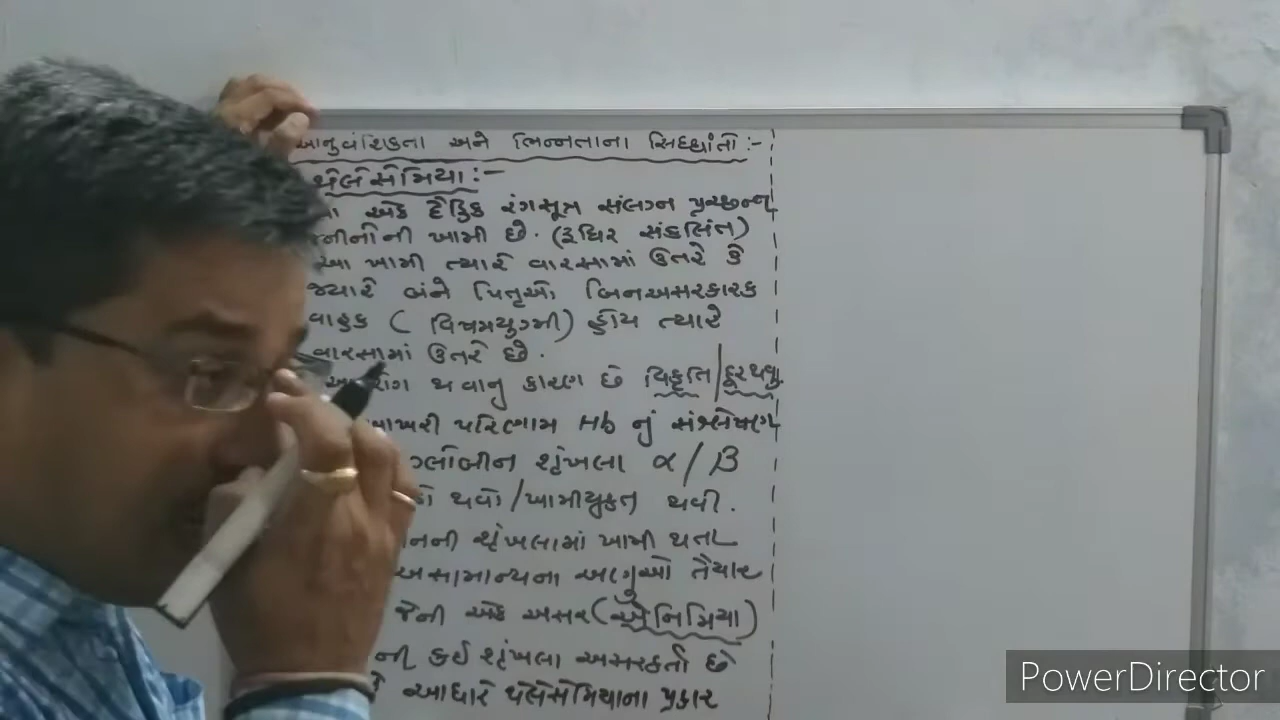 આનુવંશિકતા અને ભિન્નતાના સિદ્ધાંતો :-
થેલેસેમિયા :-
આ એક દૈહિક રંગસૂત્ર સંલગ્ન પ્રચ્છન્ન
જનીનોની ખામી છે. (રૂધિર સંકલિત)
આ ખામી ત્યારે વારસામાં ઉતરે કે
જ્યારે બંને પિતૃઓ બિનઅસરકારક
વાહક ( વિષમયુગ્મી) હોય ત્યારે
વારસામાં ઉતરે છે.
આ રોગ થવાનુ કારણ છે વિકૃતિ/દૂર થવુ.
આખરી પરિણામ Hb નું સંશ્લેષણ
ગ્લોબીન શૃંખલા α / β
થવો /ખામીયુક્ત થવી.
શૃંખલામાં ખામી થતા
અસામાન્યના અણુઓ તૈયાર
જેની એક અસર (એનિમિયા)
ની કઈ શૃંખલા અસરકર્તા છે
આધારે થેલેસેમિયાના પ્રકાર
PowerDirector